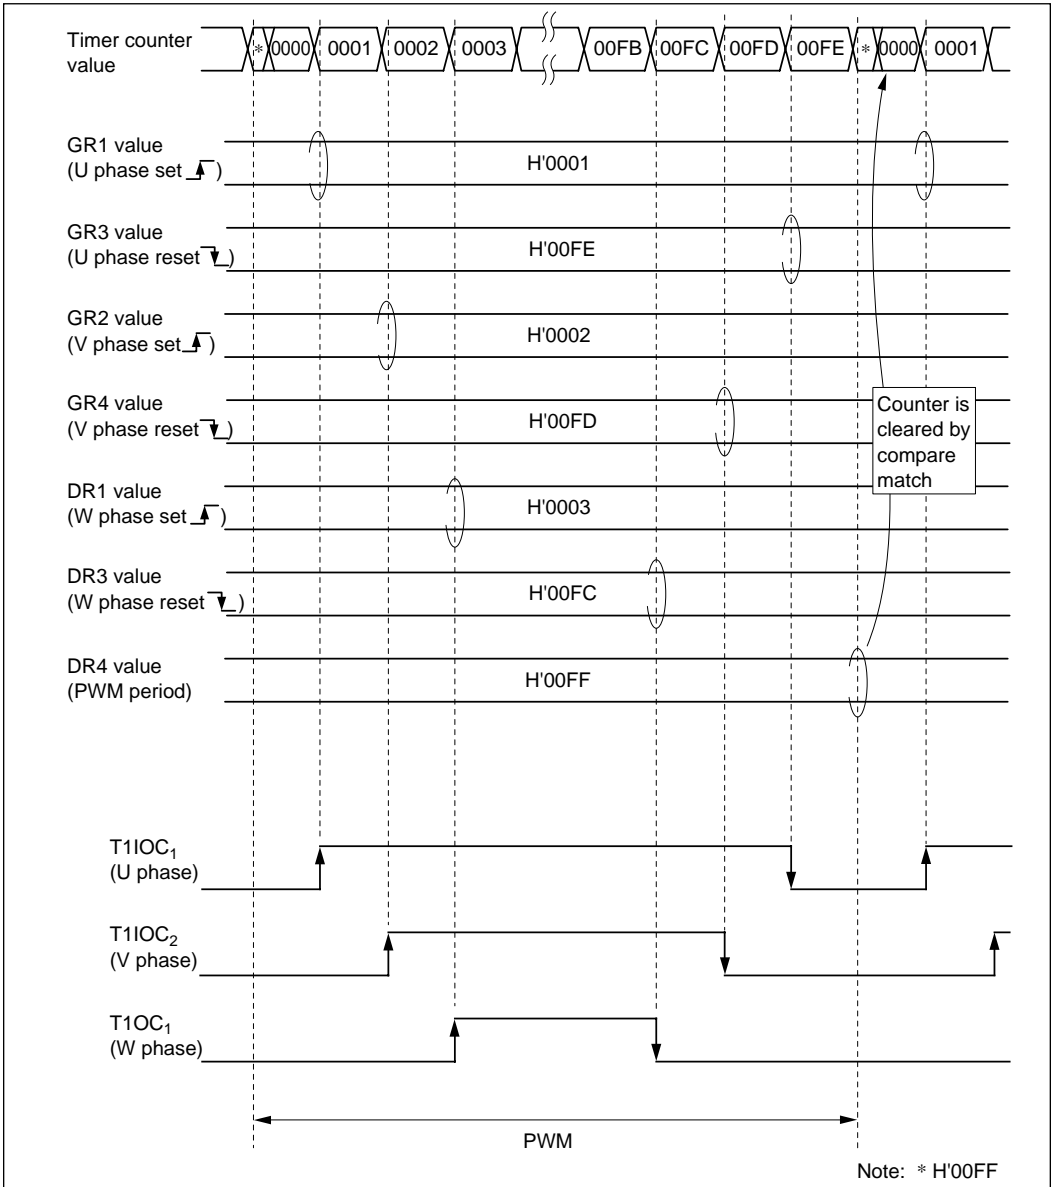 Timer counter value
* 0000 0001 0002 0003 00FB 00FC 00FD 00FE * 0000 0001
GR1 value
(U phase set )
H'0001
GR3 value
(U phase reset )
H'00FE
GR2 value
(V phase set )
H'0002
GR4 value
(V phase reset )
H'00FD
Counter is
cleared by
compare
match
DR1 value
(W phase set )
H'0003
DR3 value
(W phase reset )
H'00FC
DR4 value
(PWM period)
H'00FF
T1IOC1
(U phase)
T1IOC2
(V phase)
T1OC1
(W phase)
PWM
Note: * H'00FF